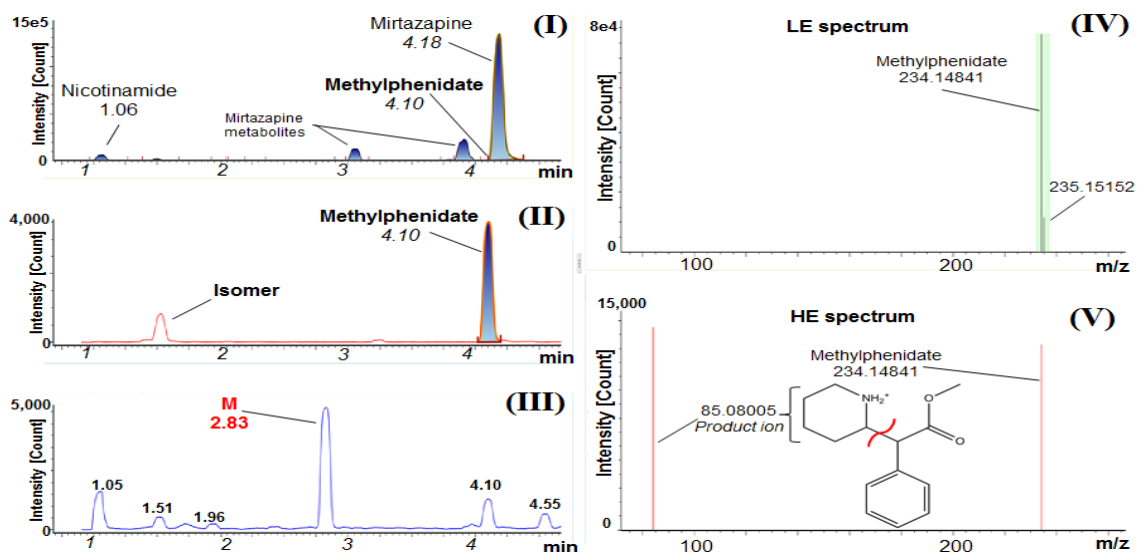 15e5
Intensity [Count]
0
Nicotinamide
1.06
Mirtazapine
metabolites
Methylphenidate
4.10
Mirtazapine
4.18
(I)
1
2
3
4
min
4,000
Intensity [Count]
0
Isomer
Methylphenidate
4.10
(II)
1
2
3
4
min
5,000
Intensity [Count]
0
M
2.83
1.05
1.51
1.96
4.10
4.55
(III)
1
2
3
4
min
8e4
Intensity [Count]
0
LE spectrum
(IV)
Methylphenidate
234.14841
235.15152
100
200
m/z
15,000
Intensity [Count]
0
HE spectrum
(V)
Methylphenidate
234.14841
85.08005
Product ion
NH2+
O
O
100
200
m/z